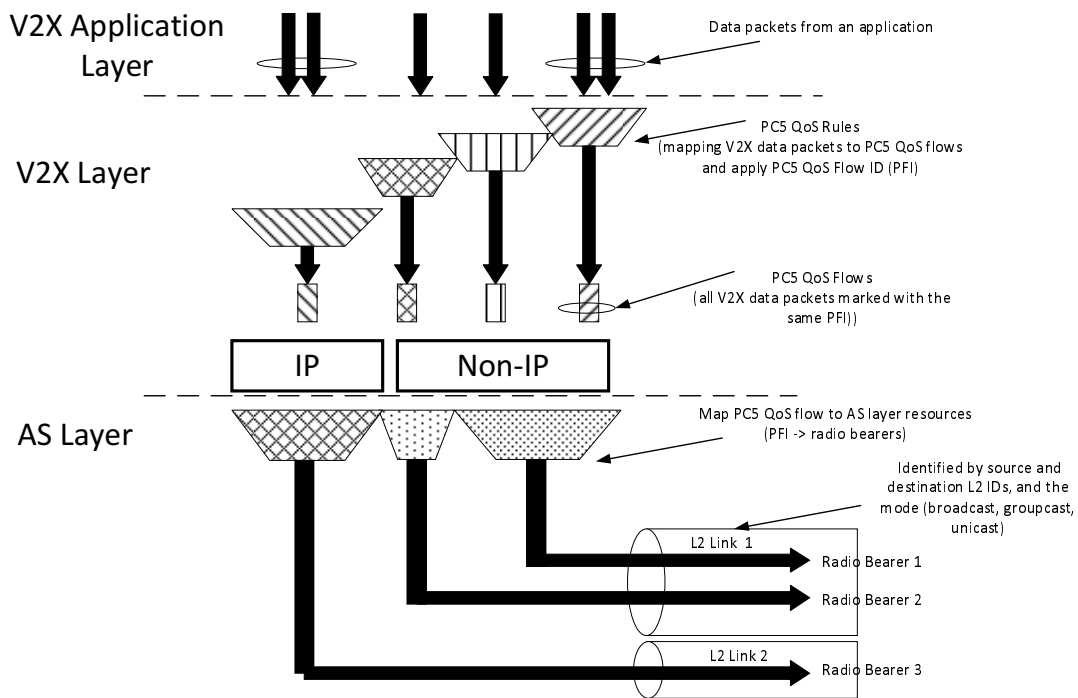 V2X Application
Layer
Data packets from an application
PC5 QoS Rules
(mapping V2X data packets to PC5 QoS flows
and apply PC5 QoS Flow ID (PFI)
V2X Layer
PC5 QoS Flows
(all V2X data packets marked with the
same PFI))
IP
Non-IP
AS Layer
Map PC5 QoS flow to AS layer resources
(PFI -> radio bearers)
Identified by source and
destination L2 IDs, and the
mode (broadcast, groupcast,
unicast)
L2 Link 1
Radio Bearer 1
Radio Bearer 2
L2 Link 2
Radio Bearer 3